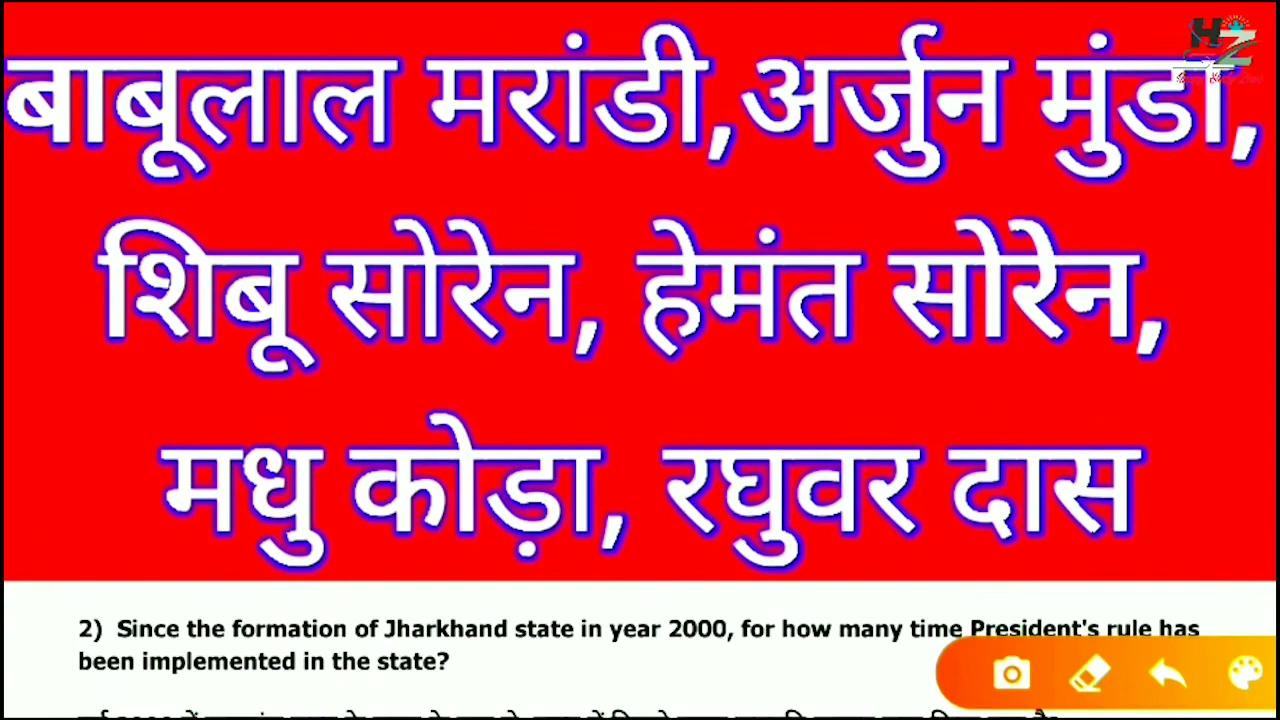 बाबूलाल मरांडी,अर्जुन मुंडा,
शिबू सोरेन, हेमंत सोरेन,
मधु कोड़ा, रघुवर दास
2) Since the formation of Jharkhand state in year 2000, for how many time President's rule has
been implemented in the state?
HZ